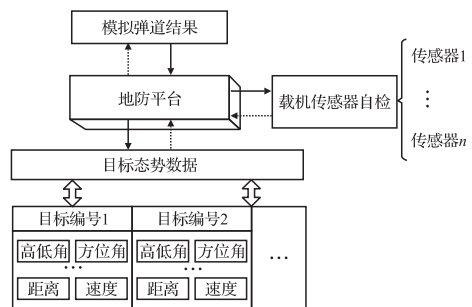 模拟弹道结果
地防平台
载机传感器自检
传感器1
⋮
传感器n
目标态势数据
目标编号1
目标编号2
高低角 方位角
…
距离 速度
高低角 方位角
…
距离 速度
…